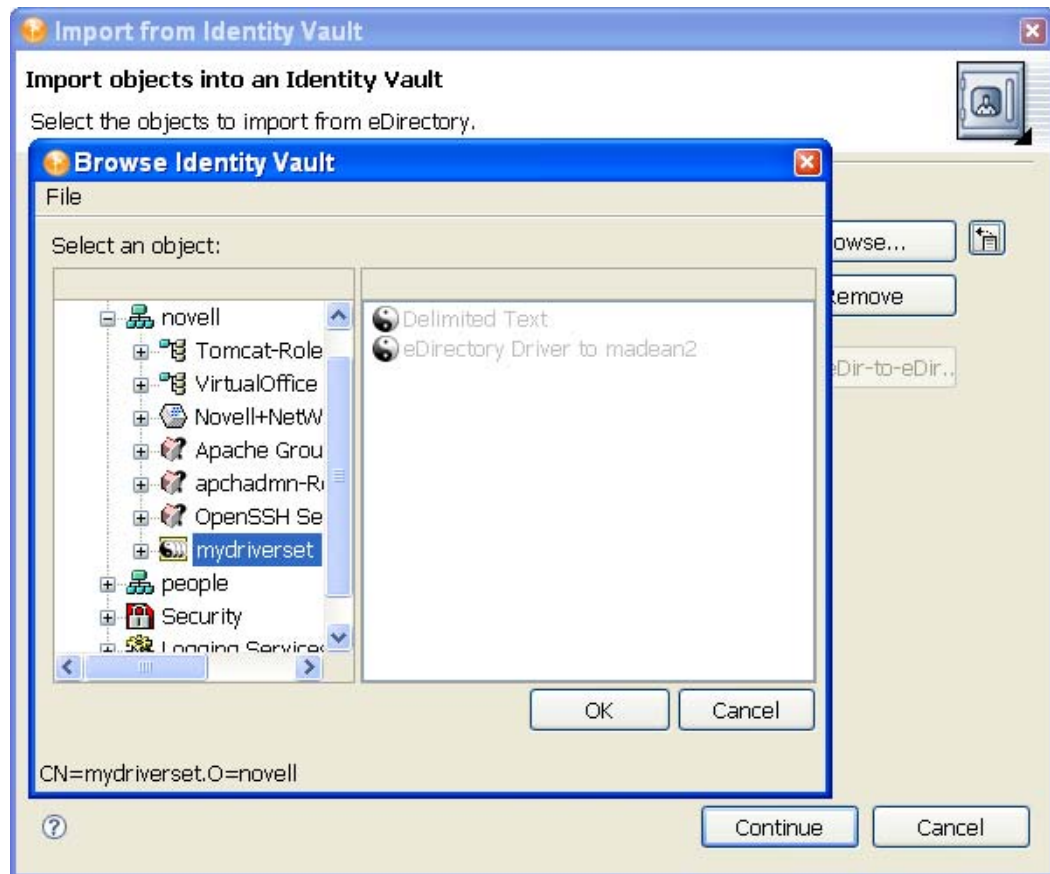 Import from Identity Vault
Import objects into an Identity Vault
Select the objects to import from eDirectory.
Browse Identity Vault
File
Select an object:
owse...
emove
eDir-to-eDir..
novell
Tomcat-Role
VirtualOffice
Novell+NetW
Apache Grou
apchadmn-R
OpenSSH Se
mydriverset
people
Security
Logging Services
Delimited Text
eDirectory Driver to madean2
OK
Cancel
CN=mydriverset.O=novell
Continue
Cancel